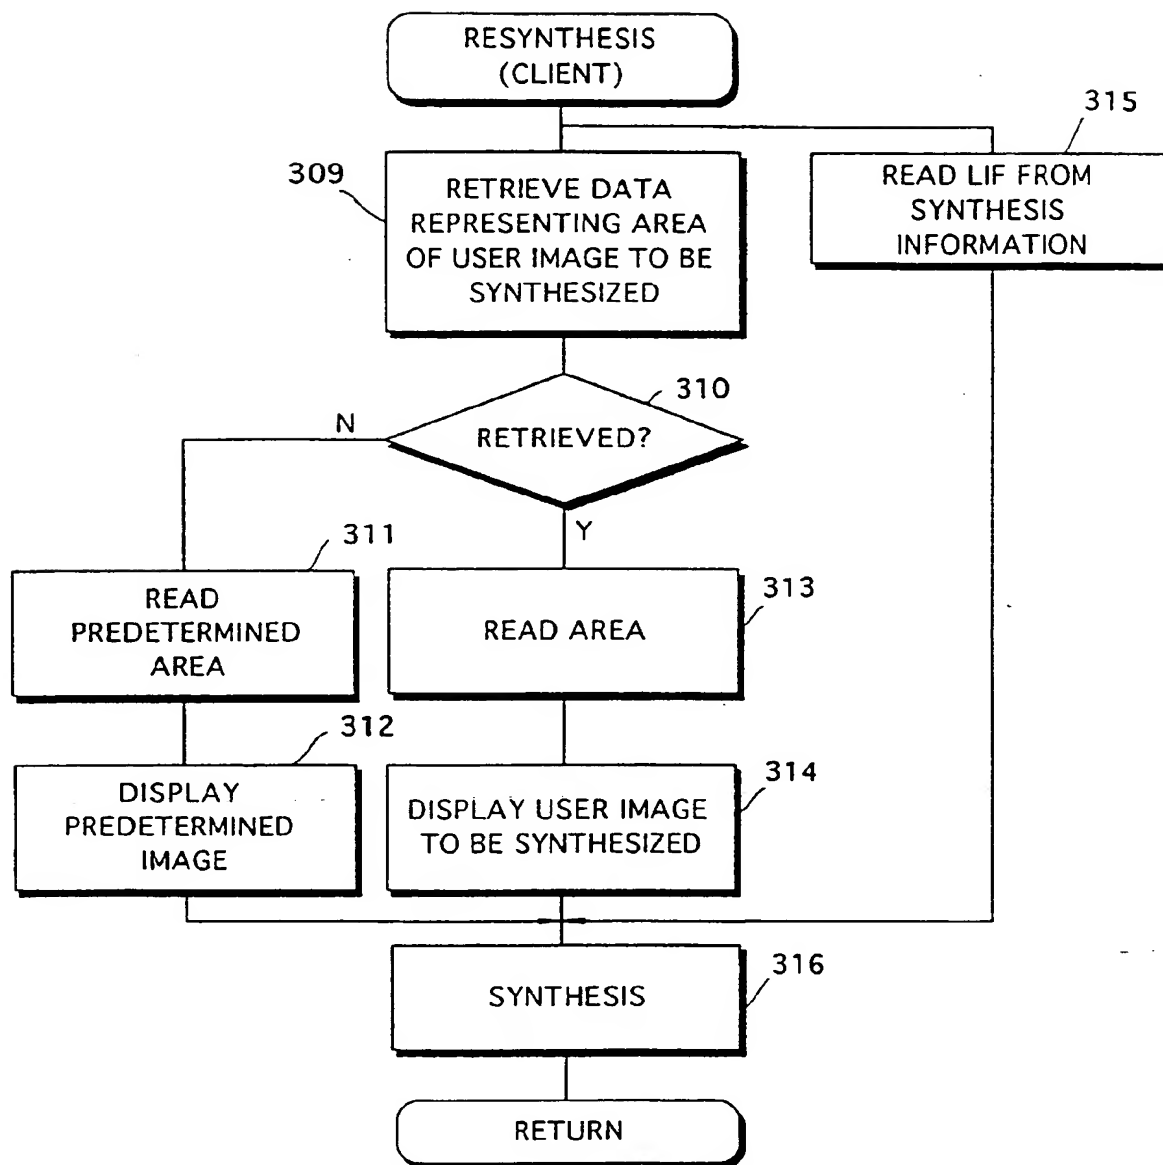 RESYNTHESIS
(CLIENT)
315
309
RETRIEVE DATA
REPRESENTING AREA
OF USER IMAGE TO BE
SYNTHESIZED
READ LIF FROM
SYNTHESIS
INFORMATION
310
N
RETRIEVED?
Y
311
READ
PREDETERMINED
AREA
313
READ AREA
312
DISPLAY
PREDETERMINED
IMAGE
314
DISPLAY USER IMAGE
TO BE SYNTHESIZED
316
SYNTHESIS
RETURN